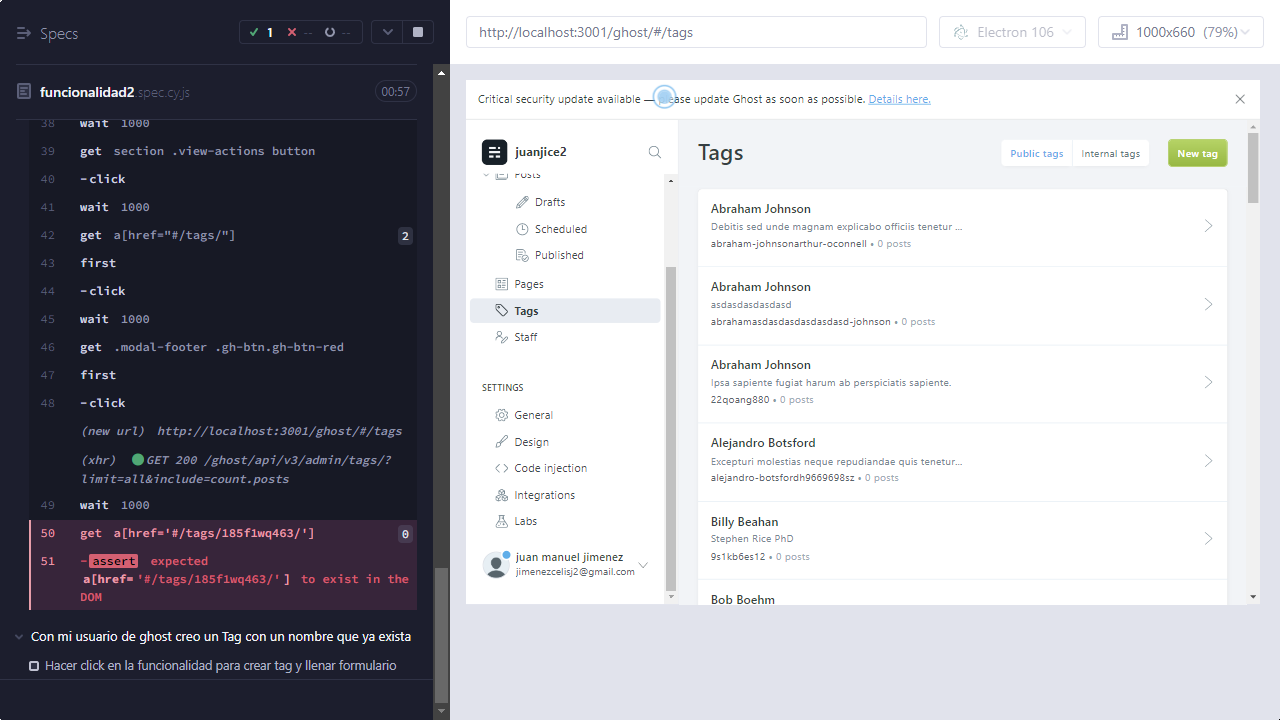 Specs
1
--
--
funcionalidad2.spec.cy.js
00:57
38 wait 1000
39 get section .view-actions button
40 -click
41 wait 1000
42 get a[href="#/tags/"] 2
43 first
44 -click
45 wait 1000
46 get .modal-footer .gh-btn.gh-btn-red
47 first
48 -click
(new url) http://localhost:3001/ghost/#/tags
(xhr) GET 200 /ghost/api/v3/admin/tags/?
limit=all&include=count.posts
49 wait 1000
50 get a[href='#/tags/185f1wq463/'] 0
51 -assert expected
a[href='#/tags/185f1wq463/'] to exist in the
DOM
Con mi usuario de ghost creo un Tag con un nombre que ya exista
Hacer click en la funcionalidad para crear tag y llenar formulario
http://localhost:3001/ghost/#/tags
Electron 106
1000x660 (79%)
Critical security update available — please update Ghost as soon as possible. Details here.
juanjice2
Posts
Drafts
Scheduled
Published
Pages
Tags
Staff
SETTINGS
General
Design
Code injection
Integrations
Labs
juan manuel jimenez
jimenezcelisj2@gmail.com
Tags
Public tags
Internal tags
New tag
Abraham Johnson
Debitis sed unde magnam explicabo officiis tenetur ...
abraham-johnsonarthur-oconnell • 0 posts
Abraham Johnson
asdasdasdasdasd
abrahamasdasdasdasdasdasd-johnson • 0 posts
Abraham Johnson
Ipsa sapiente fugiat harum ab perspiciatis sapiente.
22qoang880 • 0 posts
Alejandro Botsford
Excepturi molestias neque repudiandae quis tenetur...
alejandro-botsfordh9669698sz • 0 posts
Billy Beahan
Stephen Rice PhD
9s1kb6es12 • 0 posts
Bob Boehm